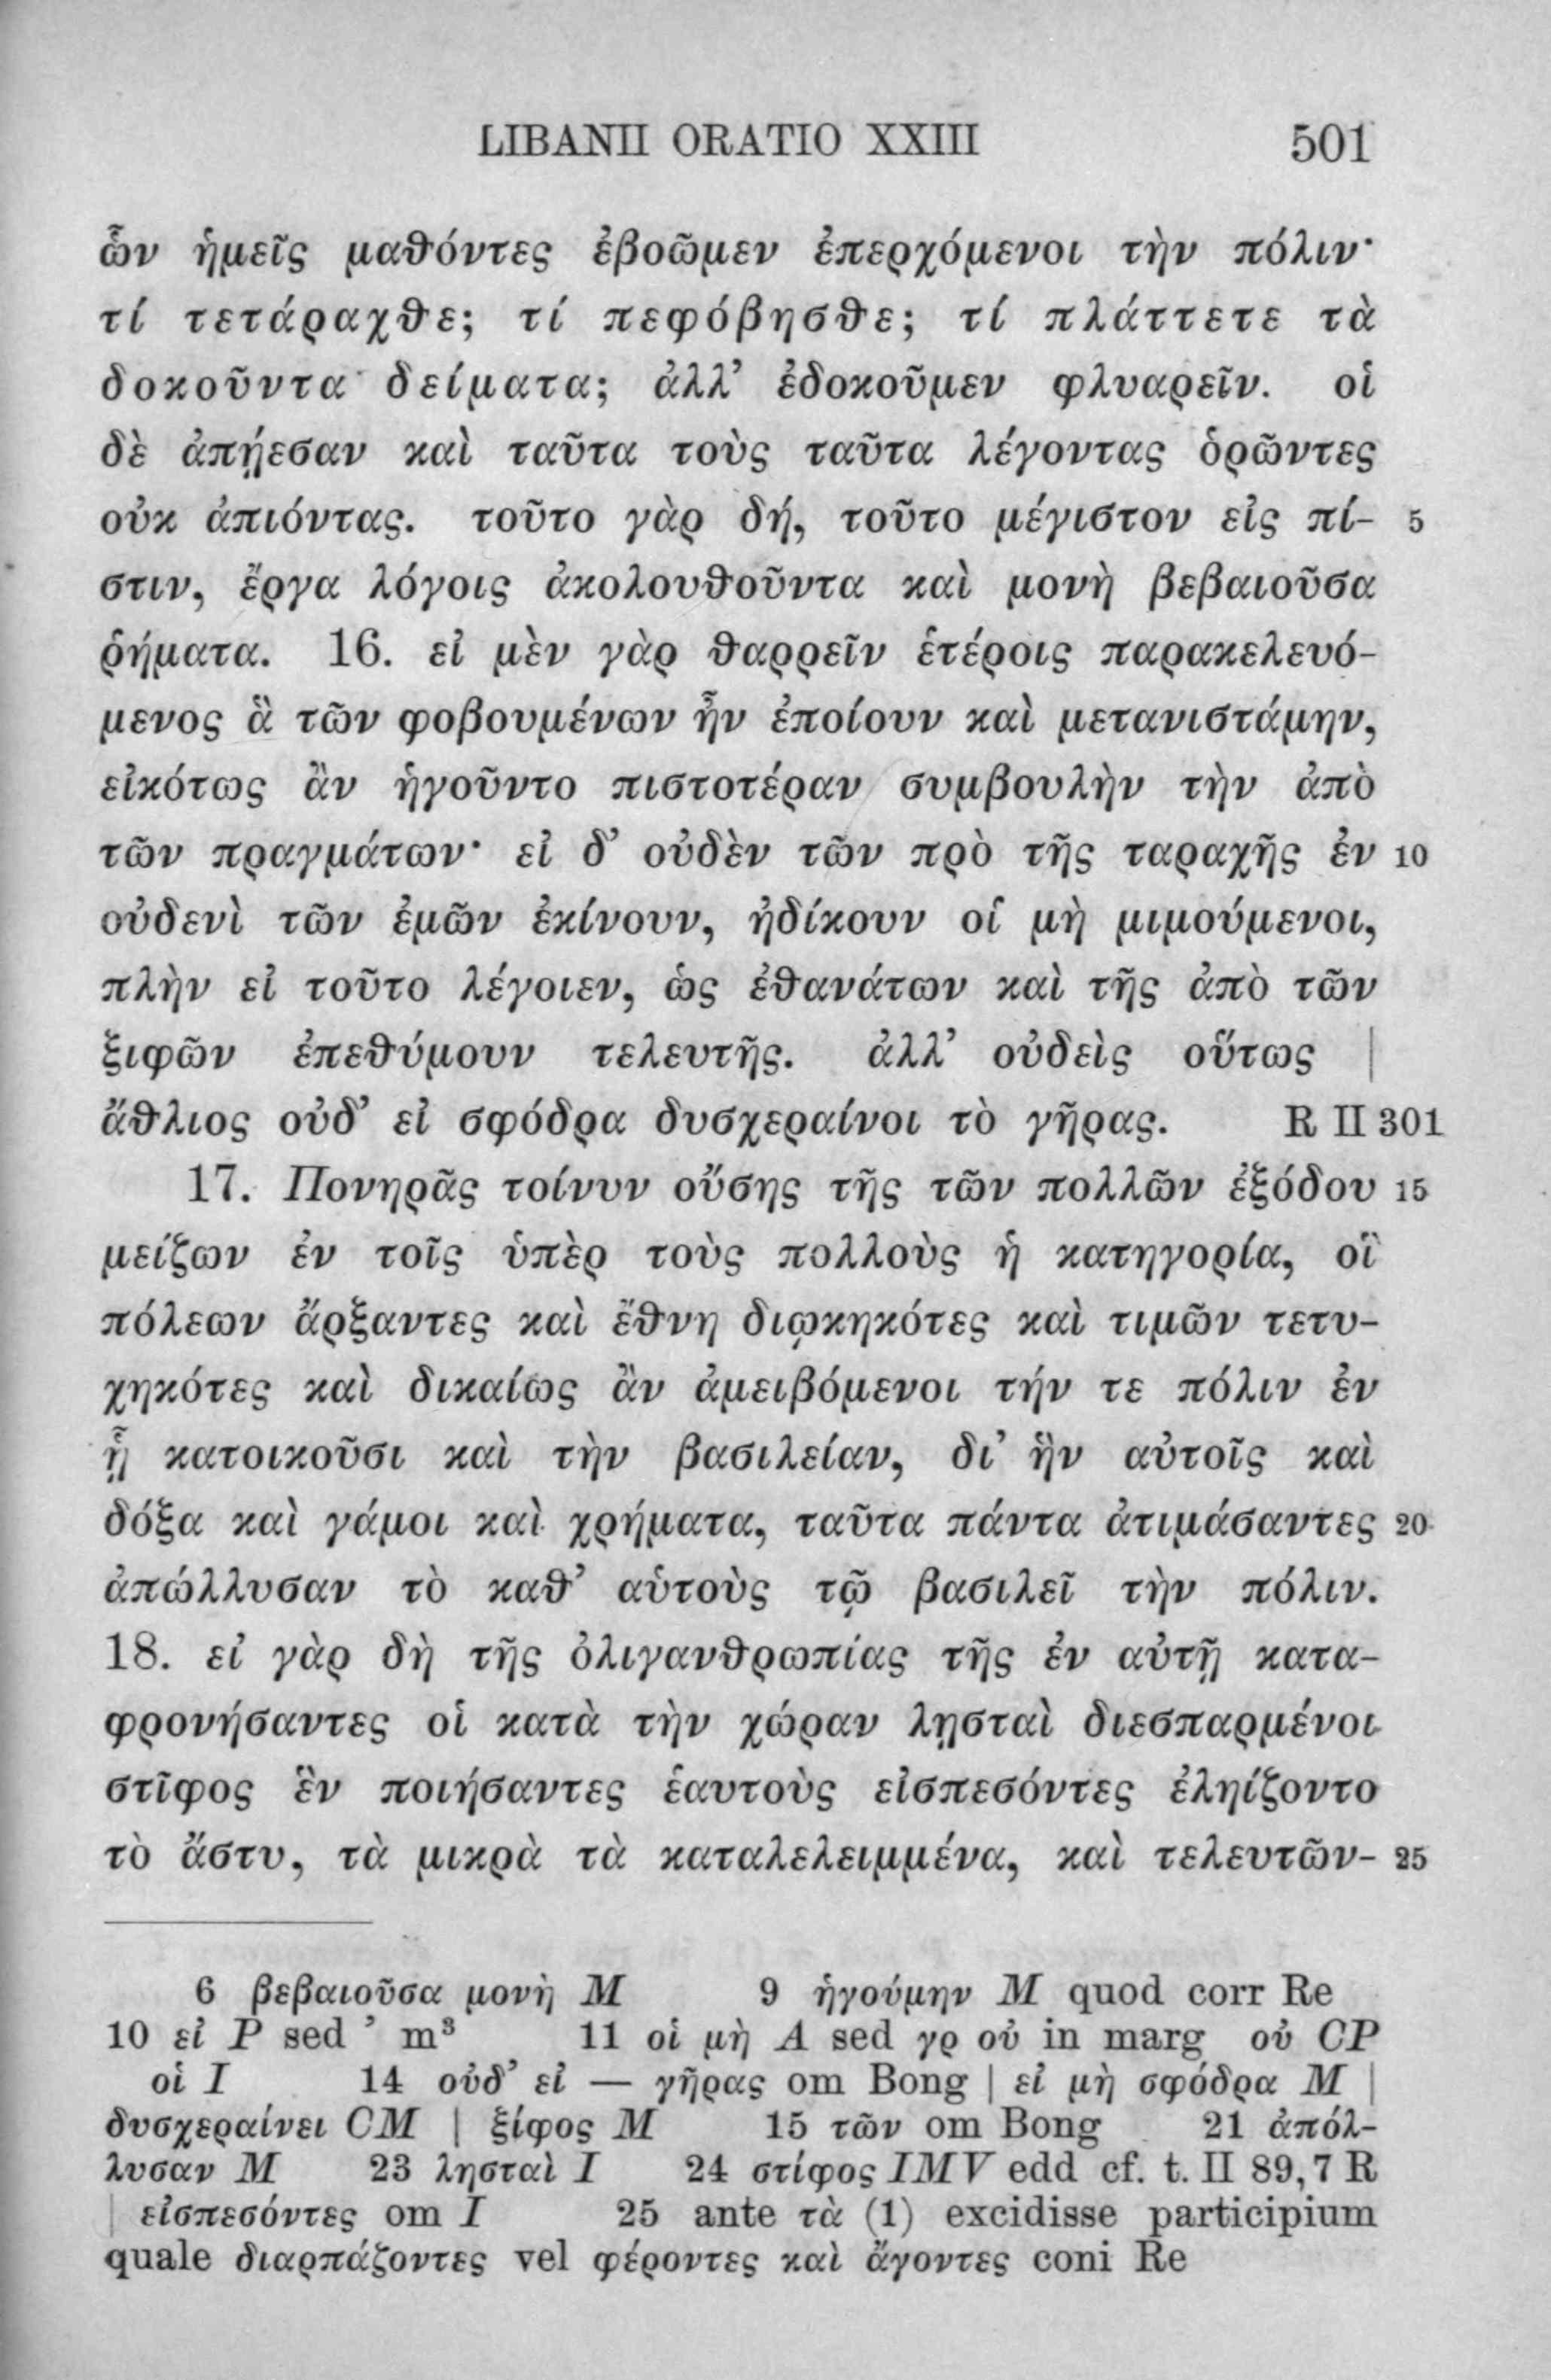 LIBANII ORATIO XXIII 501
ὧν ἡμεῖς μαθόντες ἐβοῶμεν ἐπερχόμενοι τὴν πόλιν·
τί τετάραχθε; τί πεφόβησθε; τί πλάττετε τὰ
δοκοῦντα δείματα; ἀλλ’ ἐδοκοῦμεν φλυαρεῖν. οἱ
δὲ ἀπῄεσαν καὶ ταῦτα τοὺς ταῦτα λέγοντας ὁρῶντες
οὐκ ἀπιόντας. τοῦτο γὰρ δή, τοῦτο μέγιστον εἰς πί- 5
στιν, ἔργα λόγοις ἀκολουθοῦντα καὶ μονὴ βεβαιοῦσα
ῥήματα. 16. εἰ μὲν γὰρ θαρρεῖν ἑτέροις παρακελευό-
μενος ἃ τῶν φοβουμένων ἦν ἐποίουν καὶ μετανιστάμην,
εἰκότως ἂν ἡγοῦντο πιστοτέραν συμβουλὴν τὴν ἀπὸ
τῶν πραγμάτων· εἰ δ’ οὐδὲν τῶν πρὸ τῆς ταραχῆς ἐν 10
οὐδενὶ τῶν ἐμῶν ἐκίνουν, ἠδίκουν οἱ μὴ μιμούμενοι,
πλὴν εἰ τοῦτο λέγοιεν, ὡς ἐθανάτων καὶ τῆς ἀπὸ τῶν
ξιφῶν ἐπεθύμουν τελευτῆς. ἀλλ’ οὐδεὶς οὕτως |
ἄθλιος οὐδ’ εἰ σφόδρα δυσχεραίνοι τὸ γῆρας. R II 301
17. Πονηρᾶς τοίνυν οὔσης τῆς τῶν πολλῶν ἐξόδου 15
μείζων ἐν τοῖς ὑπὲρ τοὺς πολλοὺς ἡ κατηγορία, οἳ
πόλεων ἄρξαντες καὶ ἔθνη διῳκηκότες καὶ τιμῶν τετυ-
χηκότες καὶ δικαίως ἂν ἀμειβόμενοι τήν τε πόλιν ἐν
ᾗ κατοικοῦσι καὶ τὴν βασιλείαν, δι’ ἣν αὐτοῖς καὶ
δόξα καὶ γάμοι καὶ χρήματα, ταῦτα πάντα ἀτιμάσαντες 20
ἀπώλλυσαν τὸ καθ’ αὑτοὺς τῷ βασιλεῖ τὴν πόλιν.
18. εἰ γὰρ δὴ τῆς ὀλιγανθρωπίας τῆς ἐν αὐτῇ κατα-
φρονήσαντες οἱ κατὰ τὴν χώραν λῃσταὶ διεσπαρμένοι
στῖφος ἓν ποιήσαντες ἑαυτοὺς εἰσπεσόντες ἐληίζοντο
τὸ ἄστυ, τὰ μικρὰ τὰ καταλελειμμένα, καὶ τελευτῶν- 25
6 βεβαιοῦσα μονὴ M 9 ἡγούμην M quod corr Re
10 εἰ P sed ’ m³ 11 οἱ μὴ A sed γρ οὐ in marg οὐ CP
οἱ I 14 οὐδ’ εἰ — γῆρας om Bong | εἰ μὴ σφόδρα M |
δυσχεραίνει CM | ξίφος M 15 τῶν om Bong 21 ἀπόλ-
λυσαν M 23 λησταὶ I 24 στίφος IMV edd cf. t. II 89,7 R
| εἰσπεσόντες om I 25 ante τὰ (1) excidisse participium
quale διαρπάζοντες vel φέροντες καὶ ἄγοντες coni Re